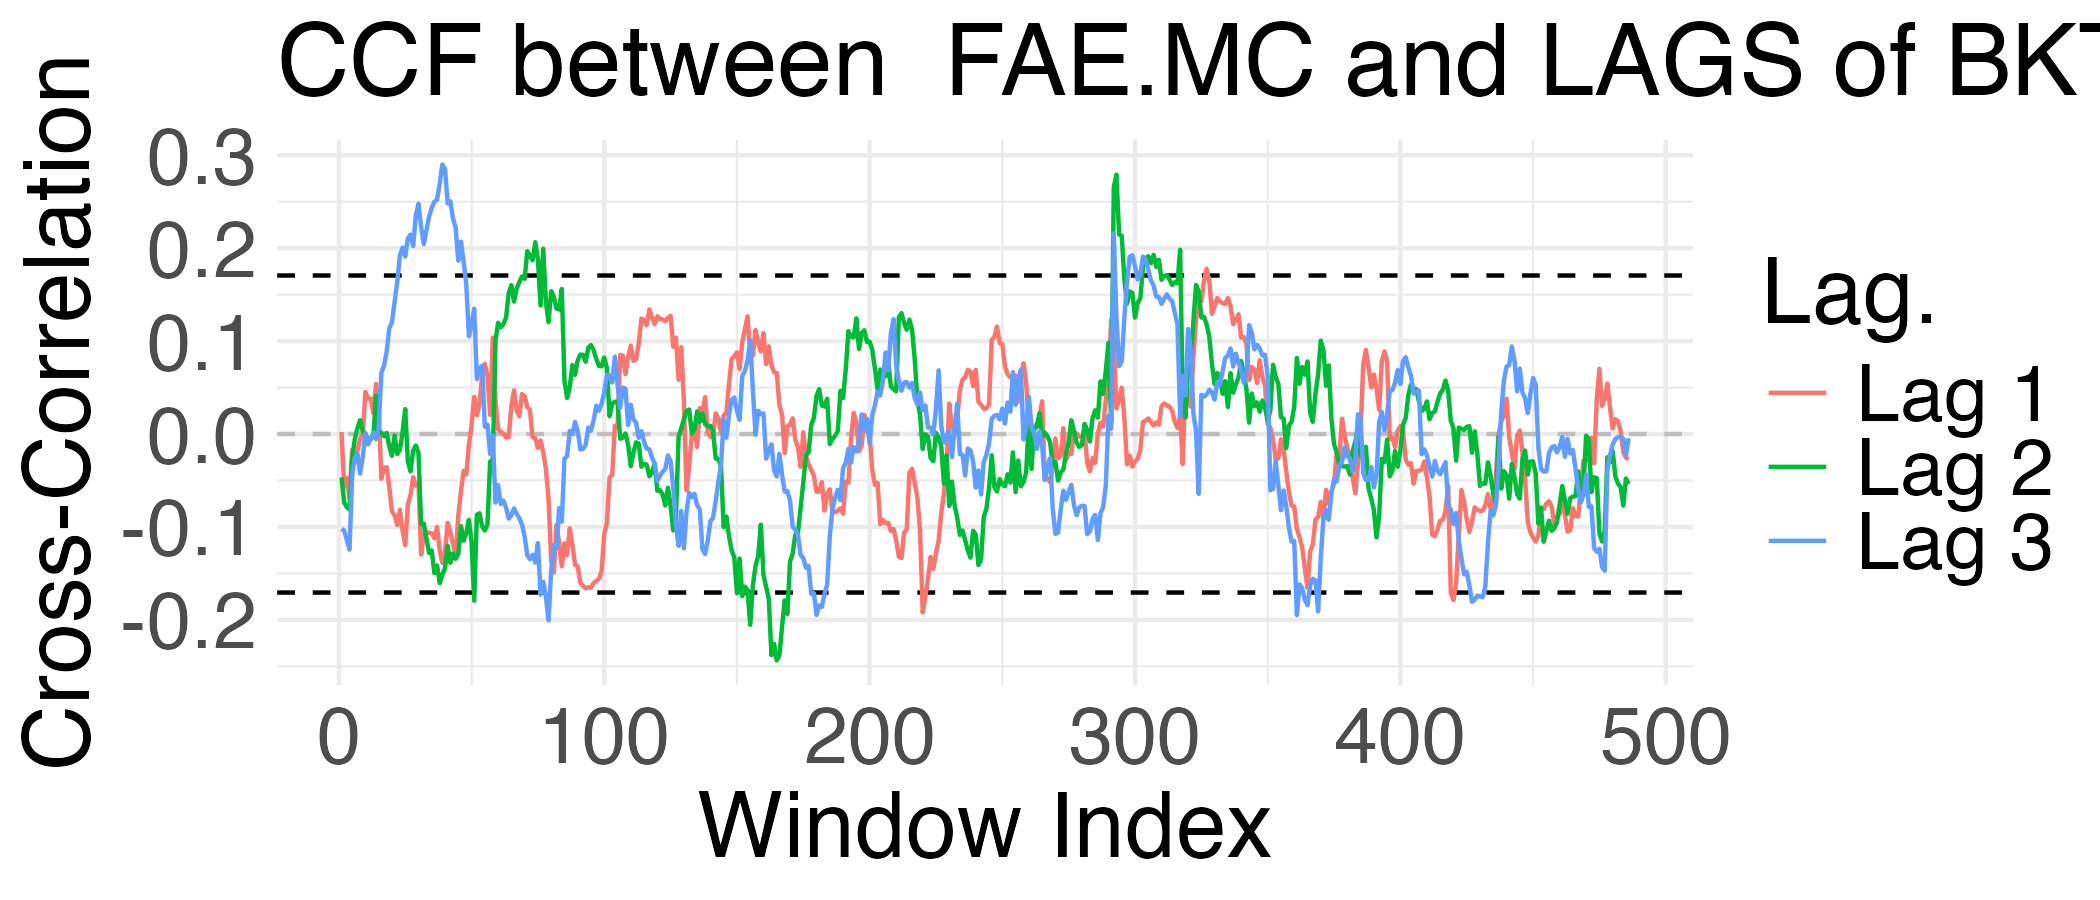 CCF between FAE.MC and LAGS of BKT
Cross-Correlation
0.3
0.2
0.1
0.0
-0.1
-0.2
0
100
200
300
400
500
Window Index
Lag.
Lag 1
Lag 2
Lag 3